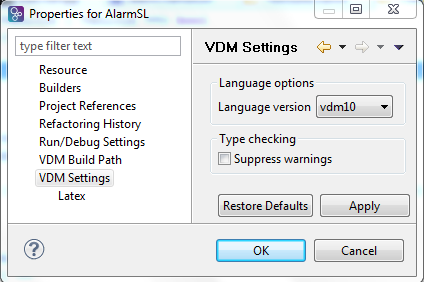 Properties for AlarmSL
type filter text
Resource
Builders
Project References
Refactoring History
Run/Debug Settings
VDM Build Path
VDM Settings
Latex
VDM Settings
Language options
Language version vdm10
Type checking
Suppress warnings
Restore Defaults Apply
? OK Cancel